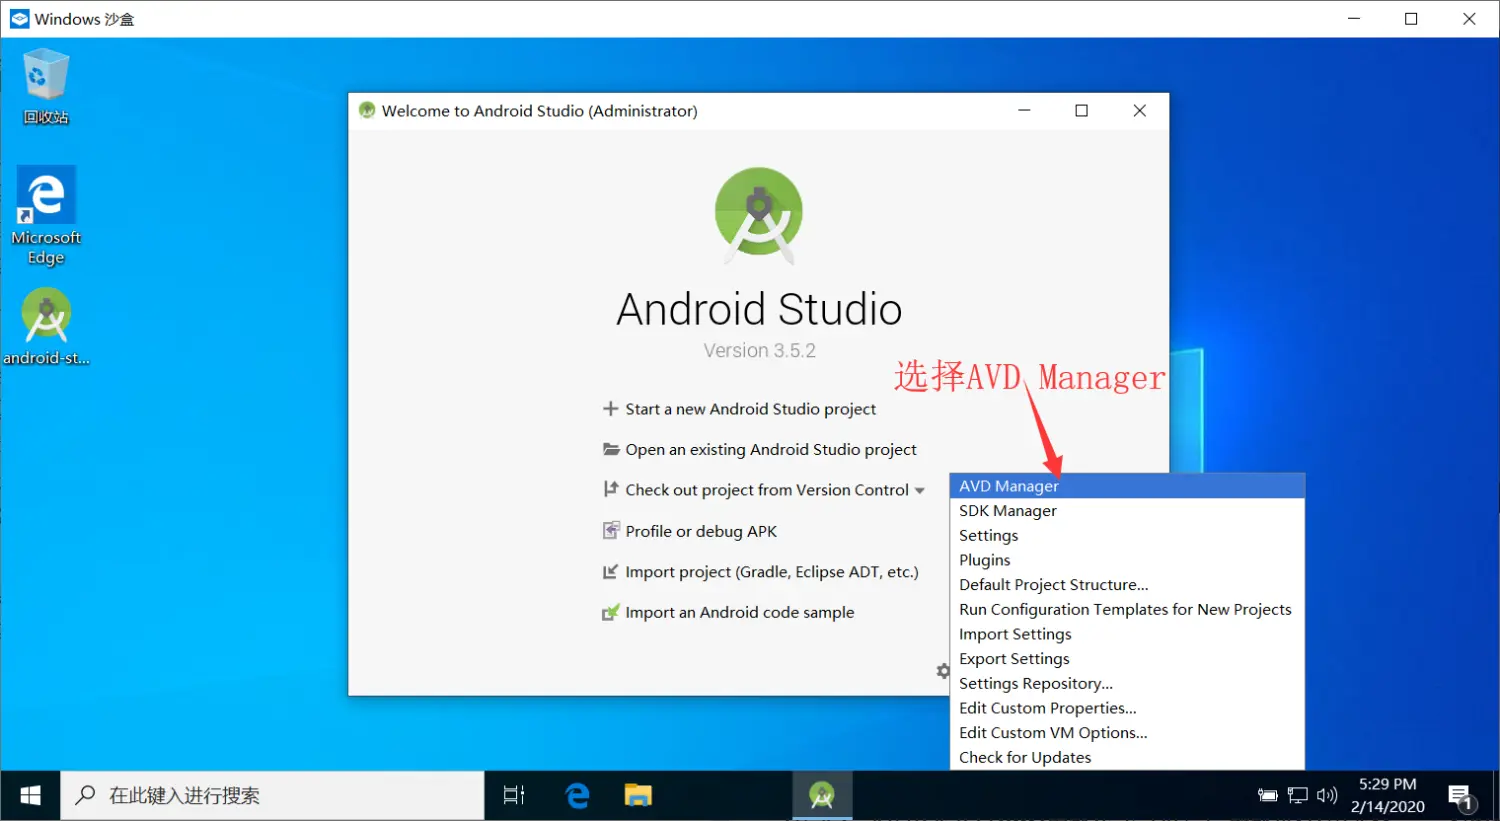 Windows 沙盒
回收站
Microsoft
Edge
android-st...
Welcome to Android Studio (Administrator)
Android Studio
Version 3.5.2
选择AVD Manager
Start a new Android Studio project
Open an existing Android Studio project
Check out project from Version Control
Profile or debug APK
Import project (Gradle, Eclipse ADT, etc.)
Import an Android code sample
AVD Manager
SDK Manager
Settings
Plugins
Default Project Structure...
Run Configuration Templates for New Projects
Import Settings
Export Settings
Settings Repository...
Edit Custom Properties...
Edit Custom VM Options...
Check for Updates
在此键入进行搜索
5:29 PM
2/14/2020
1